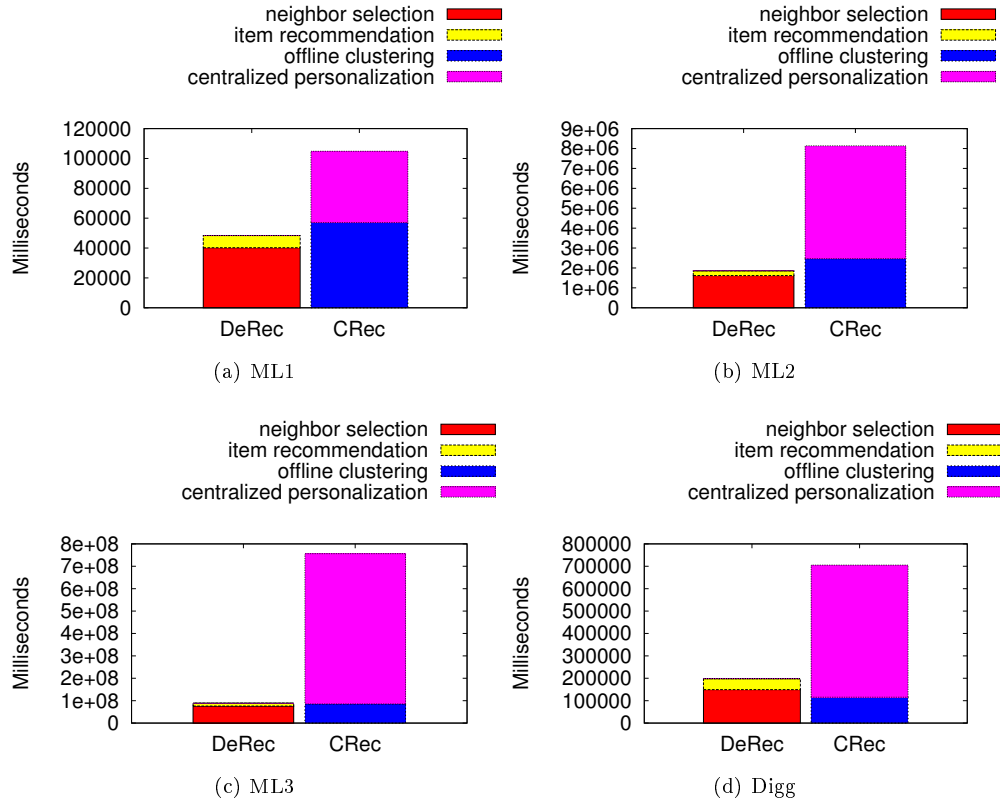 neighbor selection
item recommendation
offline clustering
centralized personalization
120000
100000
80000
60000
40000
20000
0
Milliseconds
DeRec CRec
(a) ML1
neighbor selection
item recommendation
offline clustering
centralized personalization
9e+06
8e+06
7e+06
6e+06
5e+06
4e+06
3e+06
2e+06
1e+06
0
Milliseconds
DeRec CRec
(b) ML2
neighbor selection
item recommendation
offline clustering
centralized personalization
8e+08
7e+08
6e+08
5e+08
4e+08
3e+08
2e+08
1e+08
0
Milliseconds
DeRec CRec
(c) ML3
neighbor selection
item recommendation
offline clustering
centralized personalization
800000
700000
600000
500000
400000
300000
200000
100000
0
Milliseconds
DeRec CRec
(d) Digg